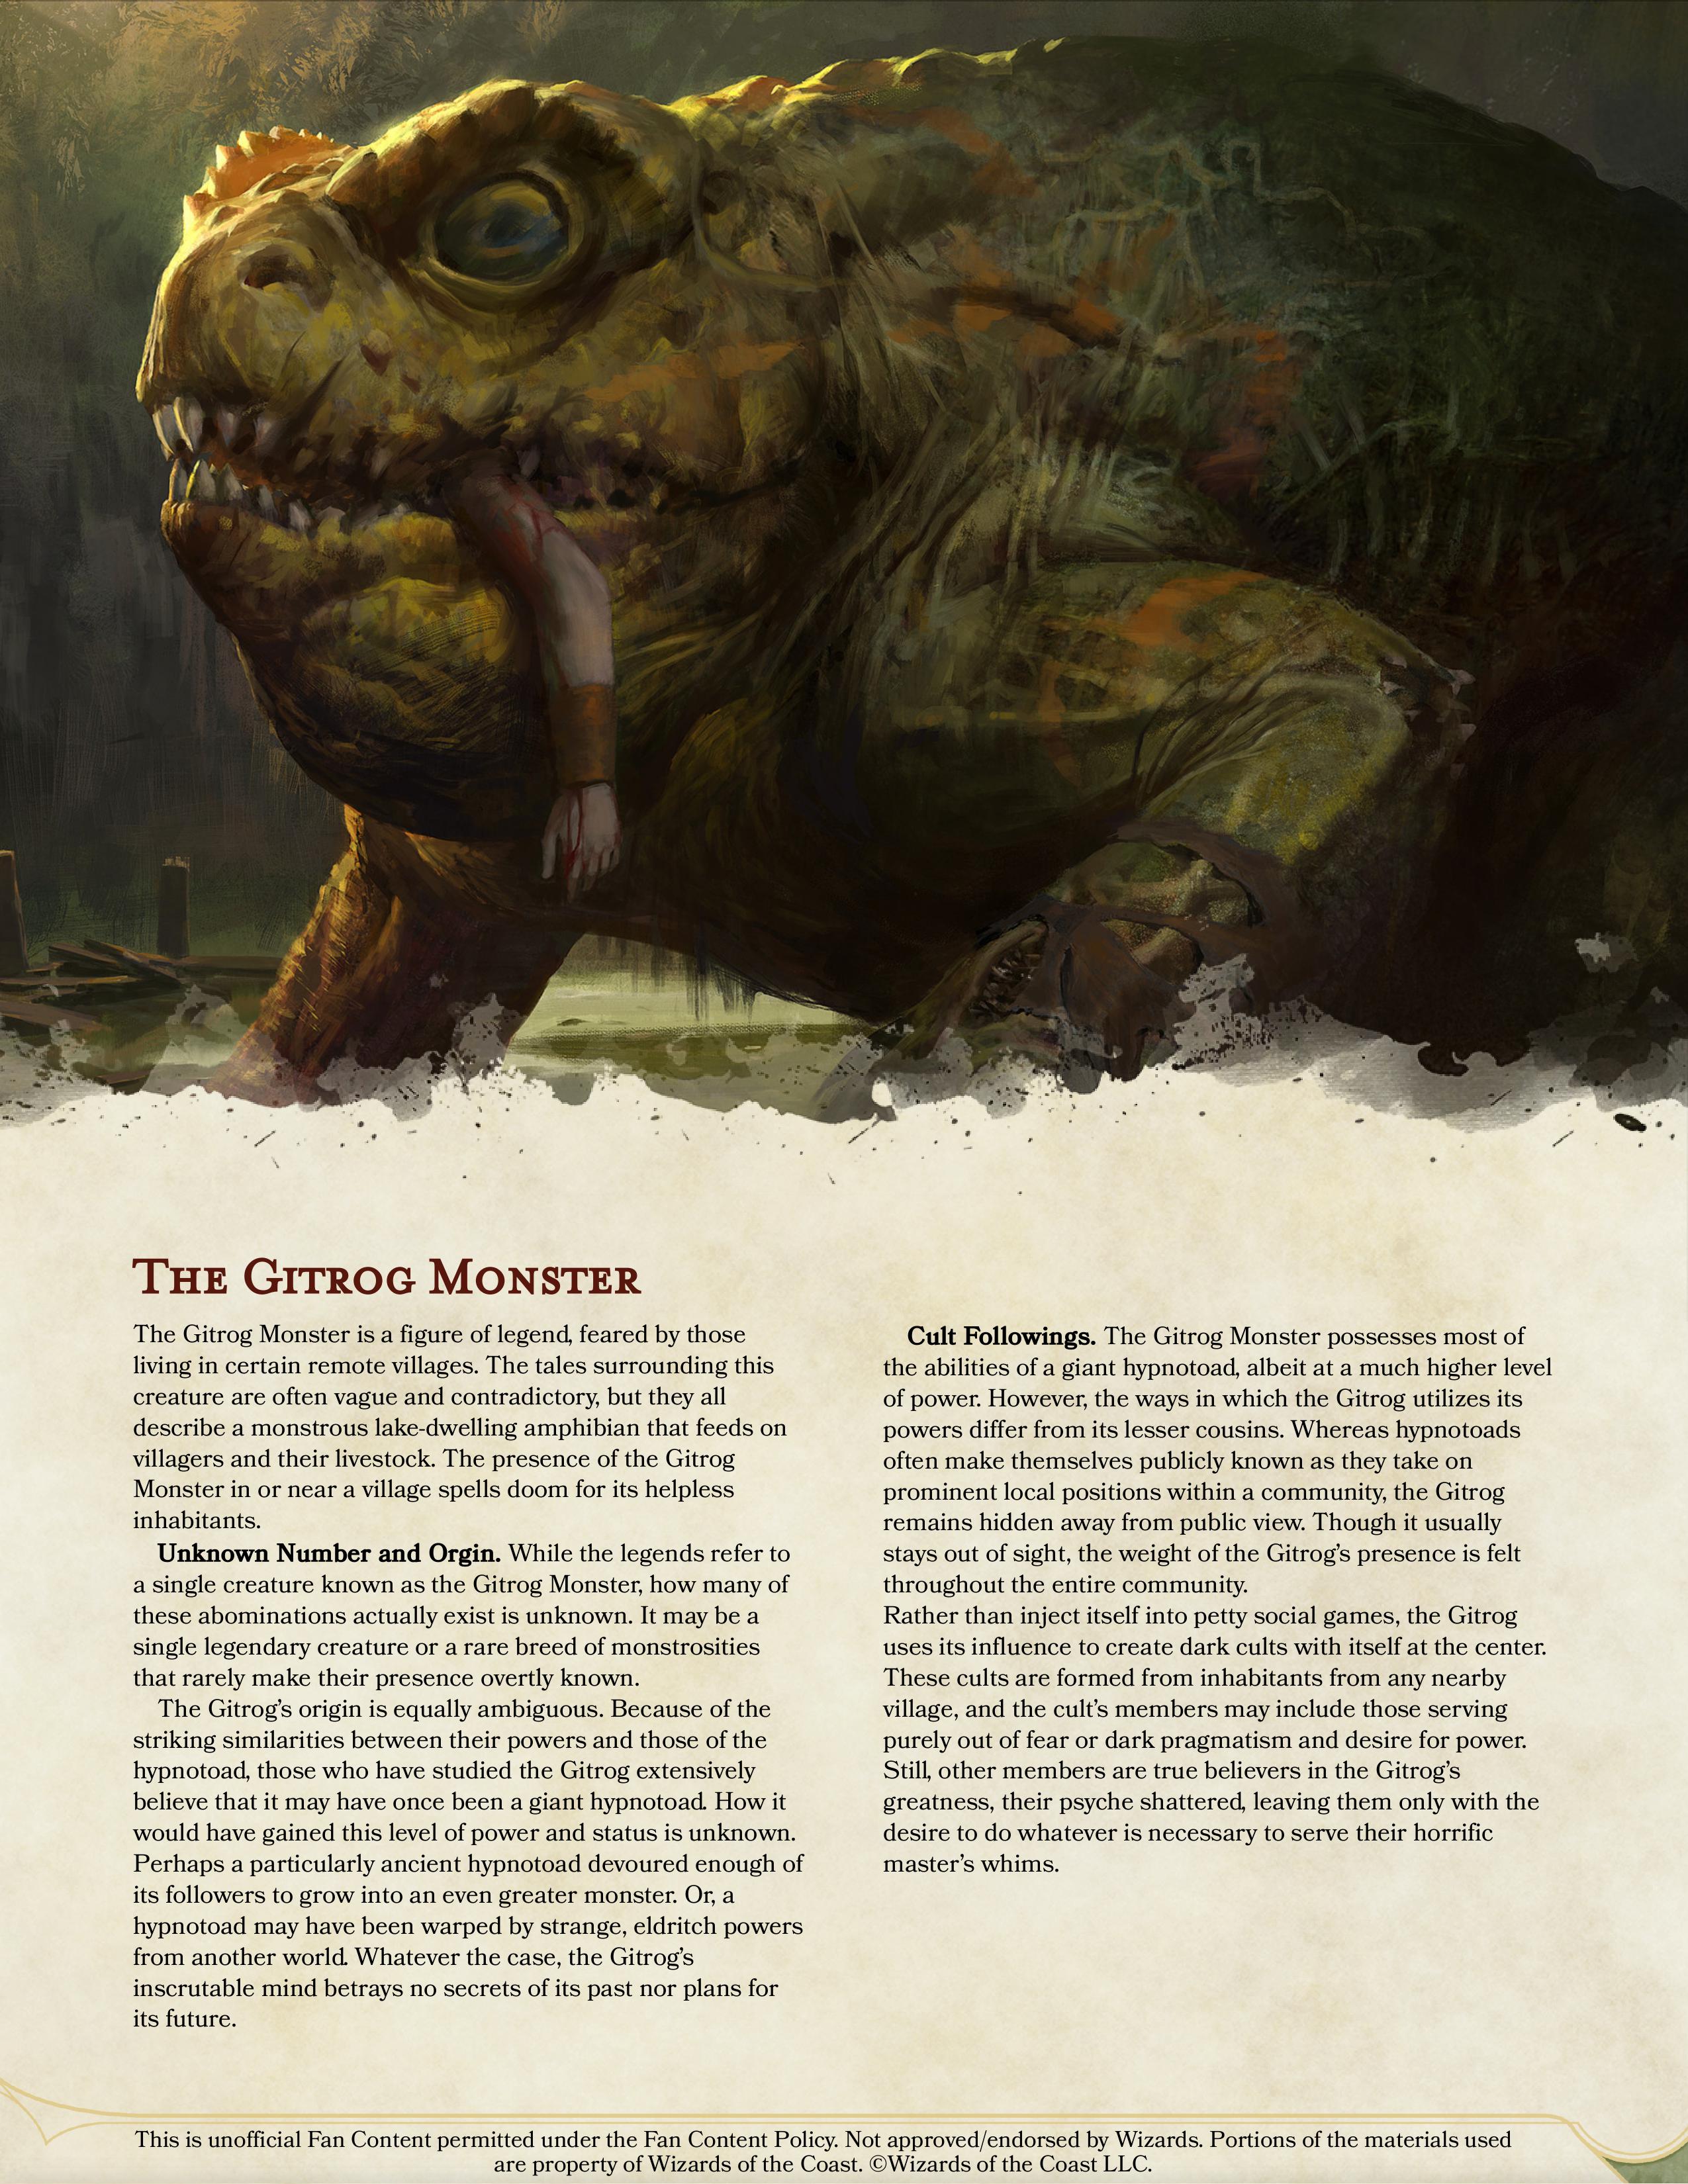 The Gitrog Monster
The Gitrog Monster is a figure of legend, feared by those
living in certain remote villages. The tales surrounding this
creature are often vague and contradictory, but they all
describe a monstrous lake-dwelling amphibian that feeds on
villagers and their livestock. The presence of the Gitrog
Monster in or near a village spells doom for its helpless
inhabitants.
Unknown Number and Orgin. While the legends refer to
a single creature known as the Gitrog Monster, how many of
these abominations actually exist is unknown. It may be a
single legendary creature or a rare breed of monstrosities
that rarely make their presence overtly known.
The Gitrog's origin is equally ambiguous. Because of the
striking similarities between their powers and those of the
hypnotoad, those who have studied the Gitrog extensively
believe that it may have once been a giant hypnotoad. How it
would have gained this level of power and status is unknown.
Perhaps a particularly ancient hypnotoad devoured enough of
its followers to grow into an even greater monster. Or, a
hypnotoad may have been warped by strange, eldritch powers
from another world. Whatever the case, the Gitrog's
inscrutable mind betrays no secrets of its past nor plans for
its future.
Cult Followings. The Gitrog Monster possesses most of
the abilities of a giant hypnotoad, albeit at a much higher level
of power. However, the ways in which the Gitrog utilizes its
powers differ from its lesser cousins. Whereas hypnotoads
often make themselves publicly known as they take on
prominent local positions within a community, the Gitrog
remains hidden away from public view. Though it usually
stays out of sight, the weight of the Gitrog's presence is felt
throughout the entire community.
Rather than inject itself into petty social games, the Gitrog
uses its influence to create dark cults with itself at the center.
These cults are formed from inhabitants from any nearby
village, and the cult's members may include those serving
purely out of fear or dark pragmatism and desire for power.
Still, other members are true believers in the Gitrog's
greatness, their psyche shattered, leaving them only with the
desire to do whatever is necessary to serve their horrific
master's whims.
This is unofficial Fan Content permitted under the Fan Content Policy. Not approved/endorsed by Wizards. Portions of the materials used
are property of Wizards of the Coast. ©Wizards of the Coast LLC.